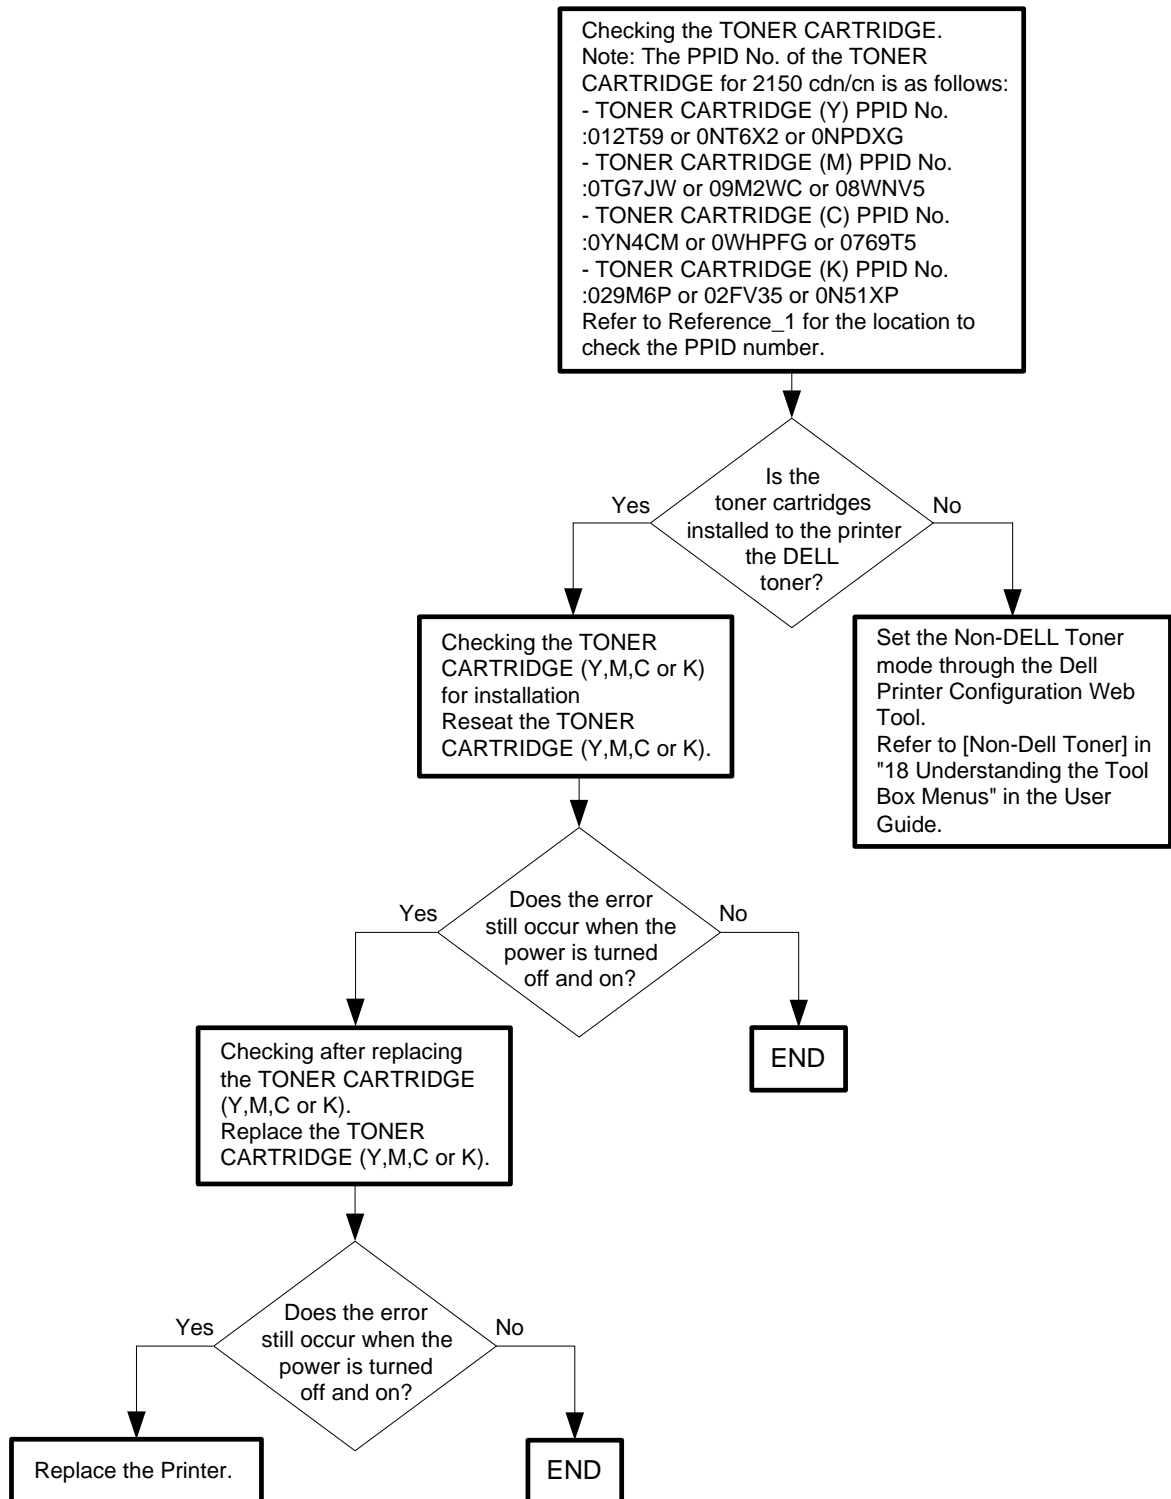 Checking the TONER CARTRIDGE.
Note: The PPID No. of the TONER
CARTRIDGE for 2150 cdn/cn is as follows:
- TONER CARTRIDGE (Y) PPID No.
:012T59 or 0NT6X2 or 0NPDXG
- TONER CARTRIDGE (M) PPID No.
:0TG7JW or 09M2WC or 08WNV5
- TONER CARTRIDGE (C) PPID No.
:0YN4CM or 0WHPFG or 0769T5
- TONER CARTRIDGE (K) PPID No.
:029M6P or 02FV35 or 0N51XP
Refer to Reference_1 for the location to
check the PPID number.
Is the
toner cartridges
installed to the printer
the DELL
toner?
Yes
No
Checking the TONER
CARTRIDGE (Y,M,C or K)
for installation
Reseat the TONER
CARTRIDGE (Y,M,C or K).
Set the Non-DELL Toner
mode through the Dell
Printer Configuration Web
Tool.
Refer to [Non-Dell Toner] in
"18 Understanding the Tool
Box Menus" in the User
Guide.
Does the error
still occur when the
power is turned
off and on?
Yes
No
Checking after replacing
the TONER CARTRIDGE
(Y,M,C or K).
Replace the TONER
CARTRIDGE (Y,M,C or K).
END
Does the error
still occur when the
power is turned
off and on?
Yes
No
Replace the Printer.
END